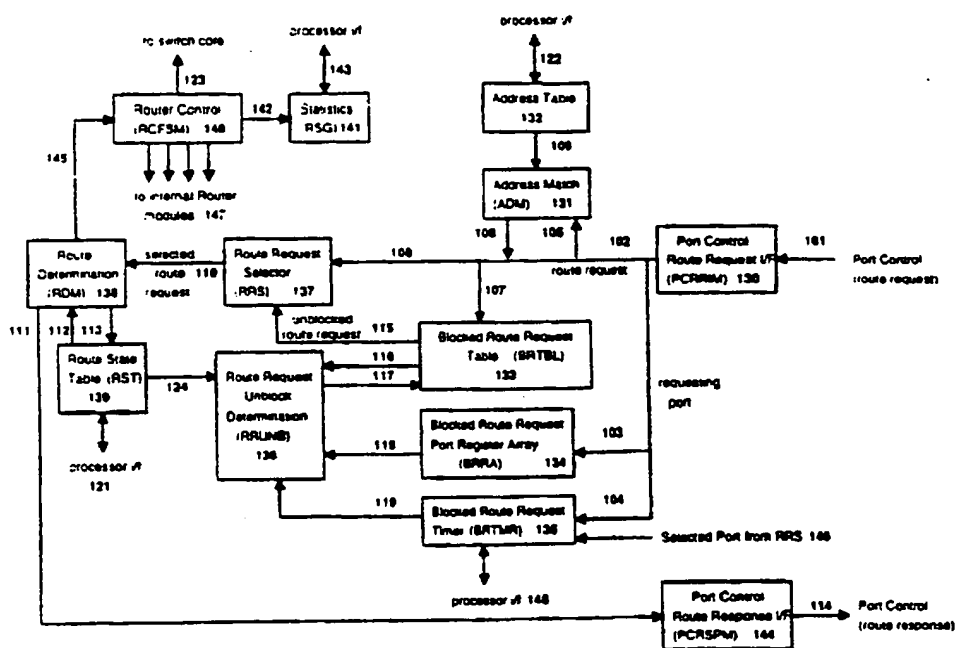 processor i/f
to switch core
processor i/f
123
143
122
Router Control
(RCFSM) 140
142
Statistics
(RSG) 141
Address Table
132
145
109
to internal Router
modules 147
Address Match
(ADM) 131
106
105
102
Port Control
Route Request I/F
(PCRRIM) 130
101
Port Control
(route request)
Route
Determination
(RDM) 138
selected
route 110
request
Route Request
Selector
(RRS) 137
108
route request
107
111
112
113
unblocked
route request
115
Blocked Route Request
Table (BRTBL)
133
116
117
Route State
Table (RST)
139
124
Route Request
Unblock
Determination
(RRUNB)
136
requesting
port
Blocked Route Request
Port Register Array
(BRRA) 134
118
103
processor i/f
121
119
Blocked Route Request
Timer (BRTMR) 135
104
Selected Port from RRS 146
processor i/f
Port Control
Route Response I/F
(PCRSPM) 144
114
Port Control
(route response)